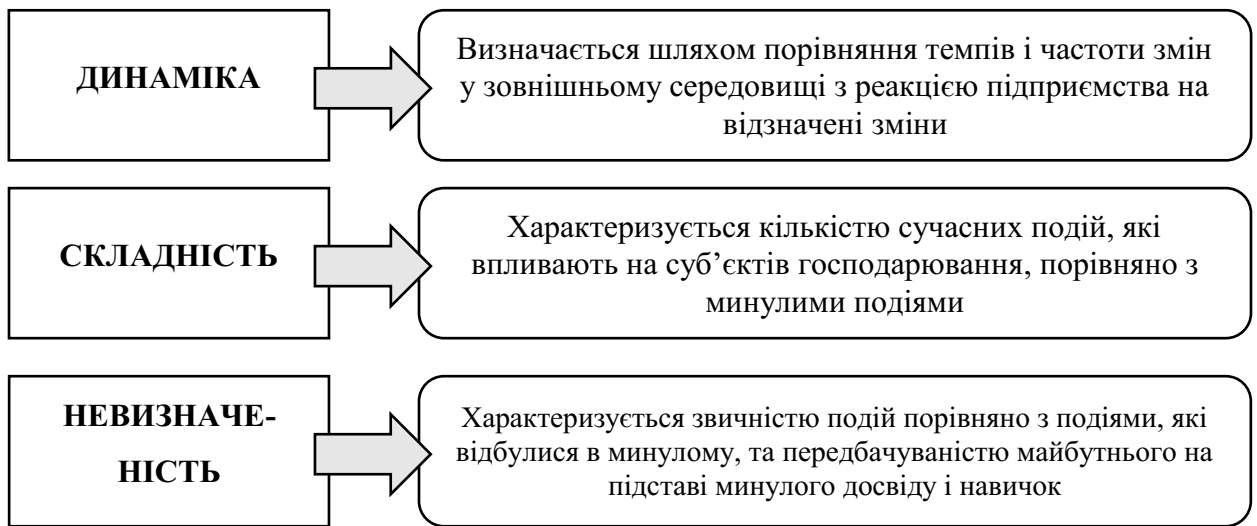 ДИНАМІКА
Визначається шляхом порівняння темпів і частоти змін
у зовнішньому середовищі з реакцією підприємства на
відзначені зміни
СКЛАДНІСТЬ
Характеризується кількістю сучасних подій, які
впливають на суб’єктів господарювання, порівняно з
минулими подіями
НЕВИЗНАЧЕ-
НІСТЬ
Характеризується звичністю подій порівняно з подіями, які
відбулися в минулому, та передбачуваністю майбутнього на
підставі минулого досвіду і навичок